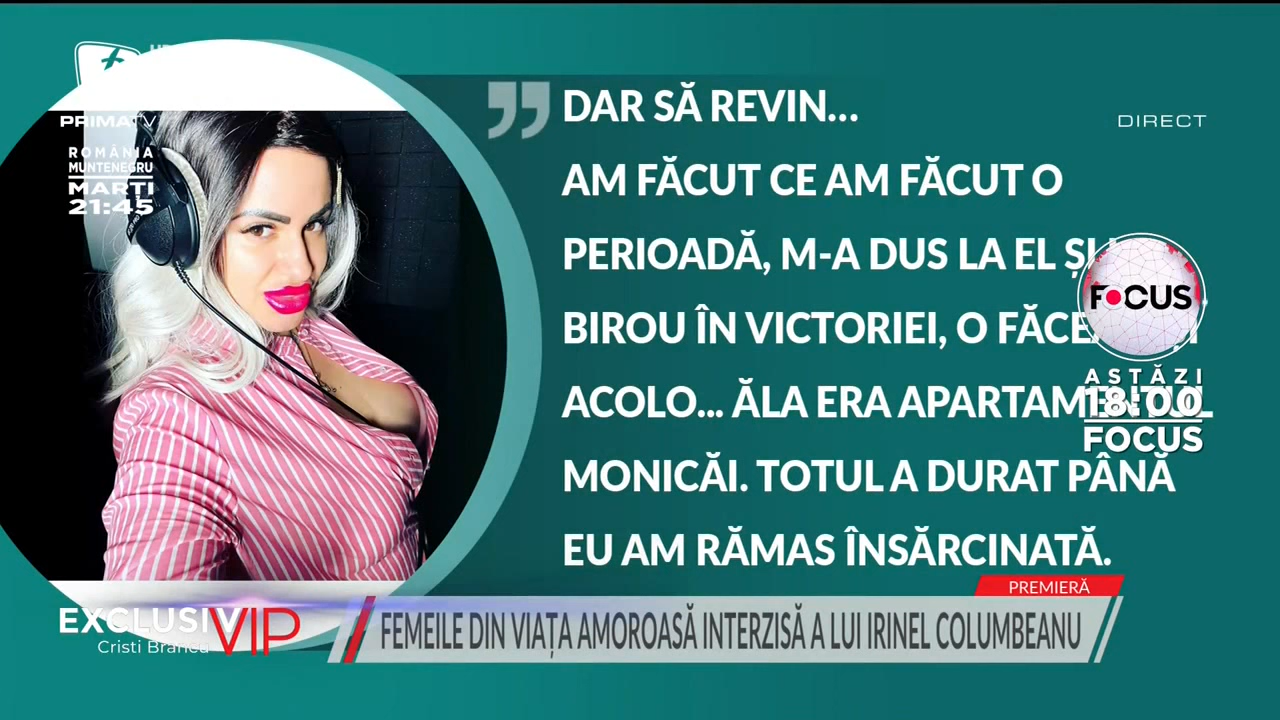 DAR SĂ REVIN...
AM FĂCUT CE AM FĂCUT O
PERIOADĂ, M-A DUS LA EL ȘI
BIROU ÎN VICTORIEI, O
ACOLO... ĂLA ERA
MONICĂI. TOTUL A DURAT PÂNĂ
EU AM RĂMAS ÎNSĂRCINATĂ.
PRIMATV
ROMÂNIA
MUNTENEGRU
MARȚI
21:45
DIRECT
FOCUS
ASTĂZI
18:00
FOCUS
PREMIERĂ
EXCLUSIV VIP
Cristi Brancu
FEMEILE DIN VIAȚA AMOROASĂ INTERZISĂ A LUI IRINEL COLUMBEANU